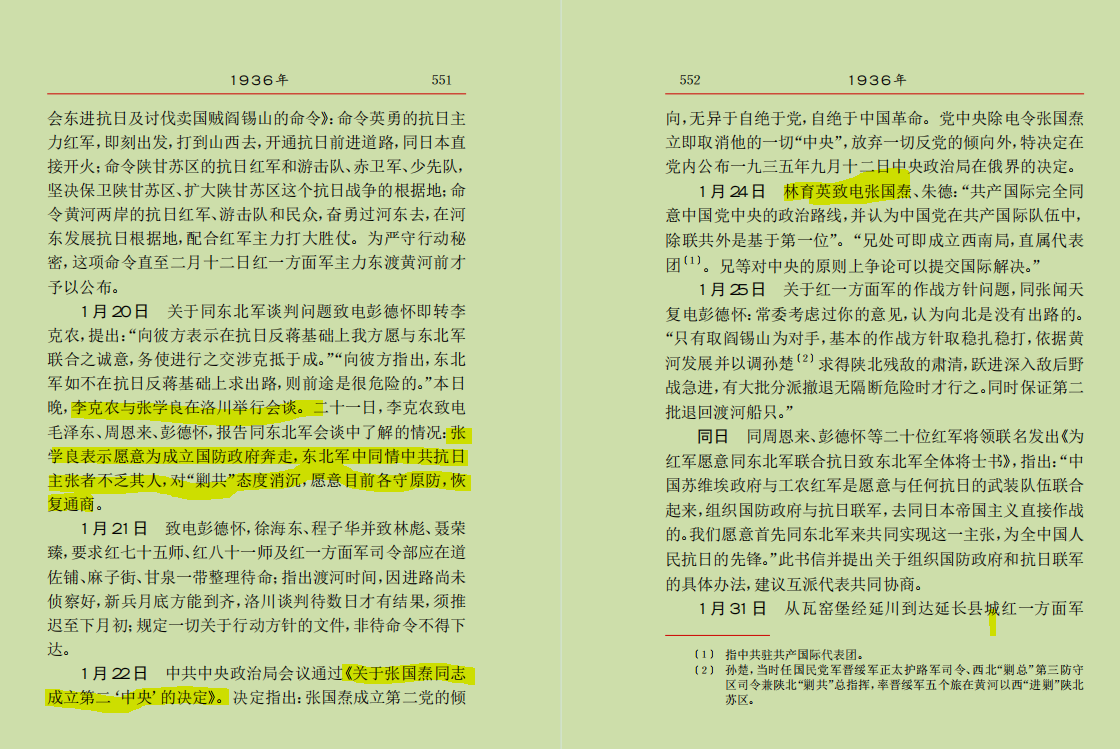 1936年 551
会东进抗日及讨伐卖国贼阎锡山的命令》:命令英勇的抗日主
力红军,即刻出发,打到山西去,开通抗日前进道路,同日本直
接开火;命令陕甘苏区的抗日红军和游击队、赤卫军、少先队,
坚决保卫陕甘苏区、扩大陕甘苏区这个抗日战争的根据地;命
令黄河两岸的抗日红军、游击队和民众,奋勇过河东去,在河
东发展抗日根据地,配合红军主力打大胜仗。为严守行动秘
密,这项命令直至二月十二日红一方面军主力东渡黄河前才
予以公布。
1月20日 关于同东北军谈判问题致电彭德怀即转李
克农,提出:“向彼方表示在抗日反蒋基础上我方愿与东北军
联合之诚意,务使进行之交涉克抵于成。”“向彼方指出,东北
军如不在抗日反蒋基础上求出路,则前途是很危险的。”本日
晚,李克农与张学良在洛川举行会谈。二十一日,李克农致电
毛泽东、周恩来、彭德怀,报告同东北军会谈中了解的情况:张
学良表示愿意为成立国防政府奔走,东北军中同情中共抗日
主张者不乏其人,对“剿共”态度消沉,愿意目前各守原防,恢
复通商。
1月21日 致电彭德怀,徐海东、程子华并致林彪、聂荣
臻,要求红七十五师、红八十一师及红一方面军司令部应在道
佐铺、麻子街、甘泉一带整理待命;指出渡河时间,因进路尚未
侦察好,新兵月底方能到齐,洛川谈判待数日才有结果,须推
迟至下月初;规定一切关于行动方针的文件,非待命令不得下
达。
1月22日 中共中央政治局会议通过《关于张国焘同志
成立第二‘中央’的决定》。决定指出:张国焘成立第二党的倾
552 1936年
向,无异于自绝于党,自绝于中国革命。党中央除电令张国焘
立即取消他的一切“中央”,放弃一切反党的倾向外,特决定在
党内公布一九三五年九月十二日中央政治局在俄界的决定。
1月24日 林育英致电张国焘、朱德:“共产国际完全同
意中国党中央的政治路线,并认为中国党在共产国际队伍中,
除联共外是基于第一位”。“兄处可即成立西南局,直属代表
团〔1〕。兄等对中央的原则上争论可以提交国际解决。”
1月25日 关于红一方面军的作战方针问题,同张闻天
复电彭德怀:常委考虑过你的意见,认为向北是没有出路的。
“只有取阎锡山为对手,基本的作战方针取稳扎稳打,依据黄
河发展并以调孙楚〔2〕求得陕北残敌的肃清,跃进深入敌后野
战急进,有大批分派撤退无隔断危险时才行之。同时保证第二
批退回渡河船只。”
同日 同周恩来、彭德怀等二十位红军将领联名发出《为
红军愿意同东北军联合抗日致东北军全体将士书》,指出:“中
国苏维埃政府与工农红军是愿意与任何抗日的武装队伍联合
起来,组织国防政府与抗日联军,去同日本帝国主义直接作战
的。我们愿意首先同东北军来共同实现这一主张,为全中国人
民抗日的先锋。”此书信并提出关于组织国防政府和抗日联军
的具体办法,建议互派代表共同协商。
1月31日 从瓦窑堡经延川到达延长县城红一方面军
〔1〕 指中共驻共产国际代表团。
〔2〕 孙楚,当时任国民党军晋绥军正太护路军司令、西北“剿总”第三防守
区司令兼陕北“剿共”总指挥,率晋绥军五个旅在黄河以西“进剿”陕北
苏区。